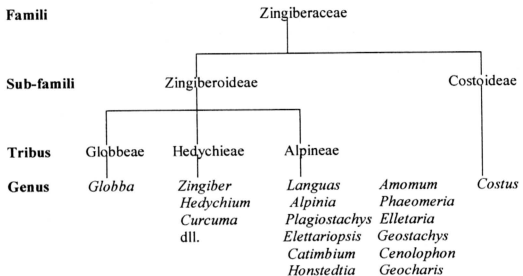 Famili Zingiberaceae
Sub-famili Zingiberoideae Costoideae
Tribus Globbeae Hedychieae Alpineae
Genus Globba Zingiber Languas Amomum Costus
Hedychium Alpinia Phaeomeria
Curcuma Plagiostachys Elletaria
dll. Elettariopsis Geostachys
Catimbium Cenolophon
Honstedtia Geocharis